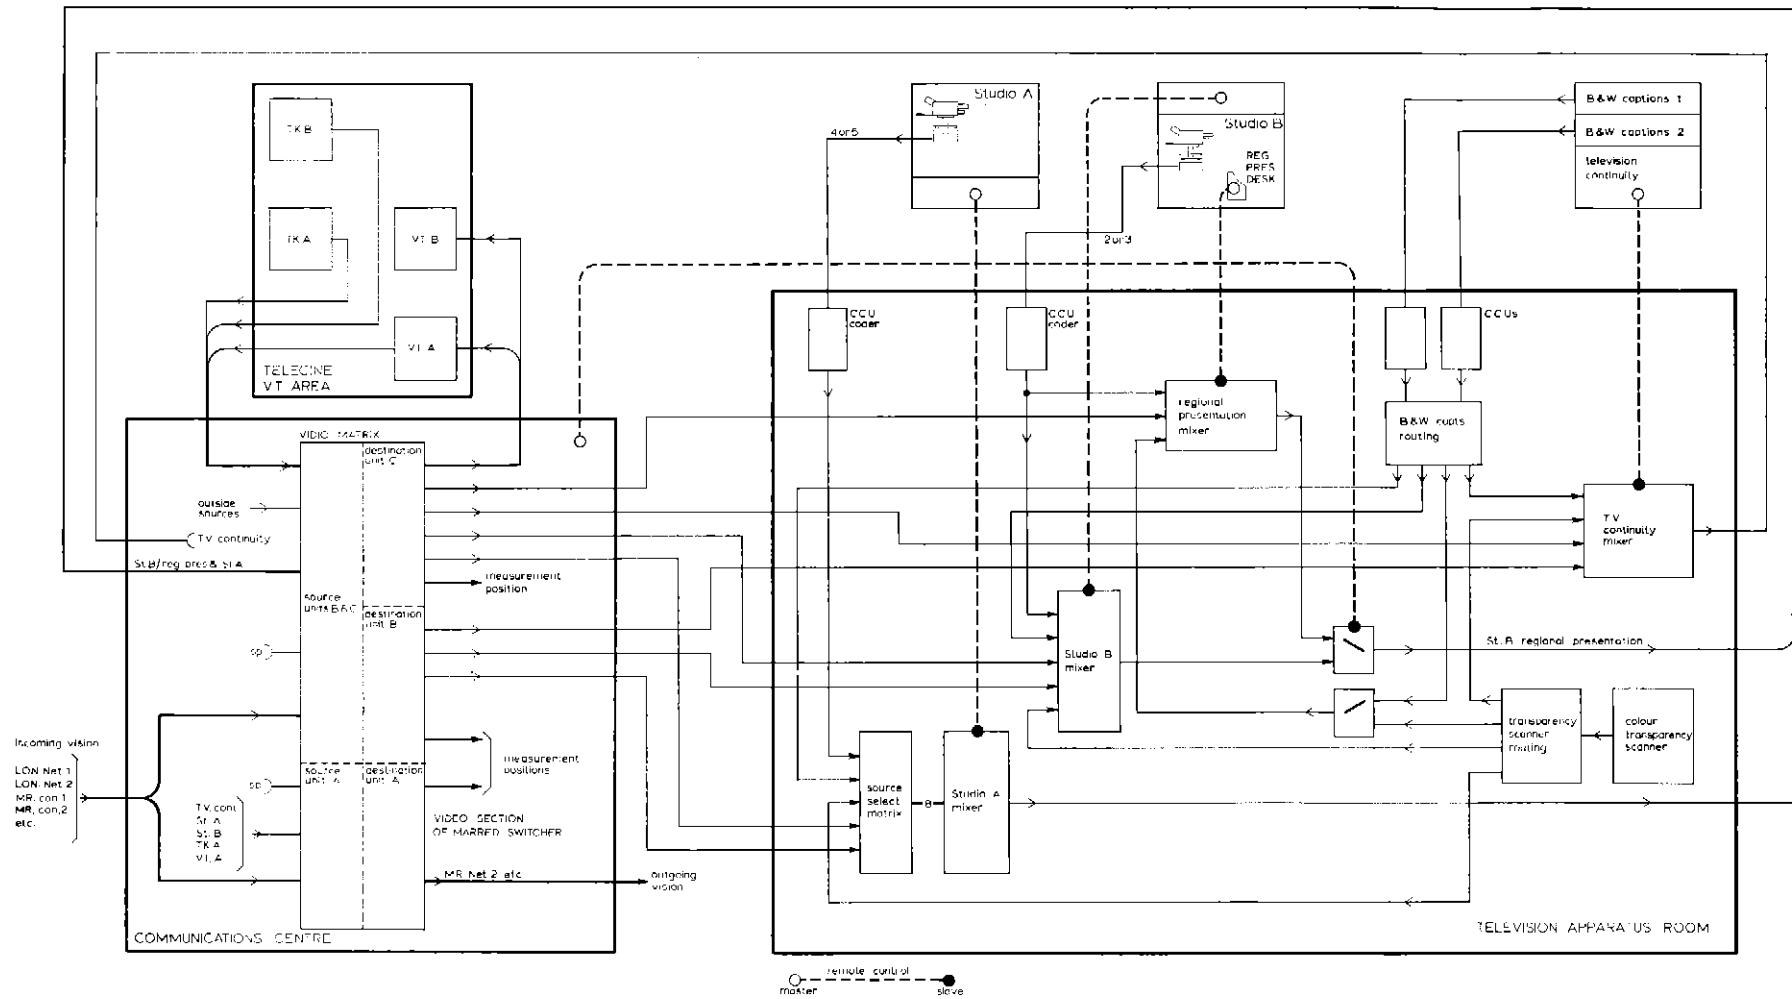 Studio A
Studio B
REG
PRES
DESK
B&W captions 1
B&W captions 2
television
continuity
TK B
4 or 5
TK A
VT B
2 or 3
VT A
TELECINE
VT AREA
CCU
coder
CCU
coder
CCUs
regional
presentation
mixer
B&W capts
routing
VIDIO MATRIX
destination
unit C
outside
sources
TV continuity
St.B/reg pres & St.A
measurement
position
source
units B&C
destination
unit B
sp
TV
continuity
mixer
Studio B
mixer
St. B regional presentation
transparency
scanner
routing
colour
transparency
scanner
Incoming vision
LON Net 1
LON. Net 2
MR. con 1
MR. con,2
etc.
source
unit A
destination
unit A
measurement
positions
sp
TV. cont
St. A
St. B
TK A
VT, A
VIDEO SECTION
OF MARRED SWITCHER
source
select
matrix
8
Studio A
mixer
MR Net 2 etc
outgoing
vision
COMMUNICATIONS CENTRE
TELEVISION APPARATUS ROOM
remote control
master
slave